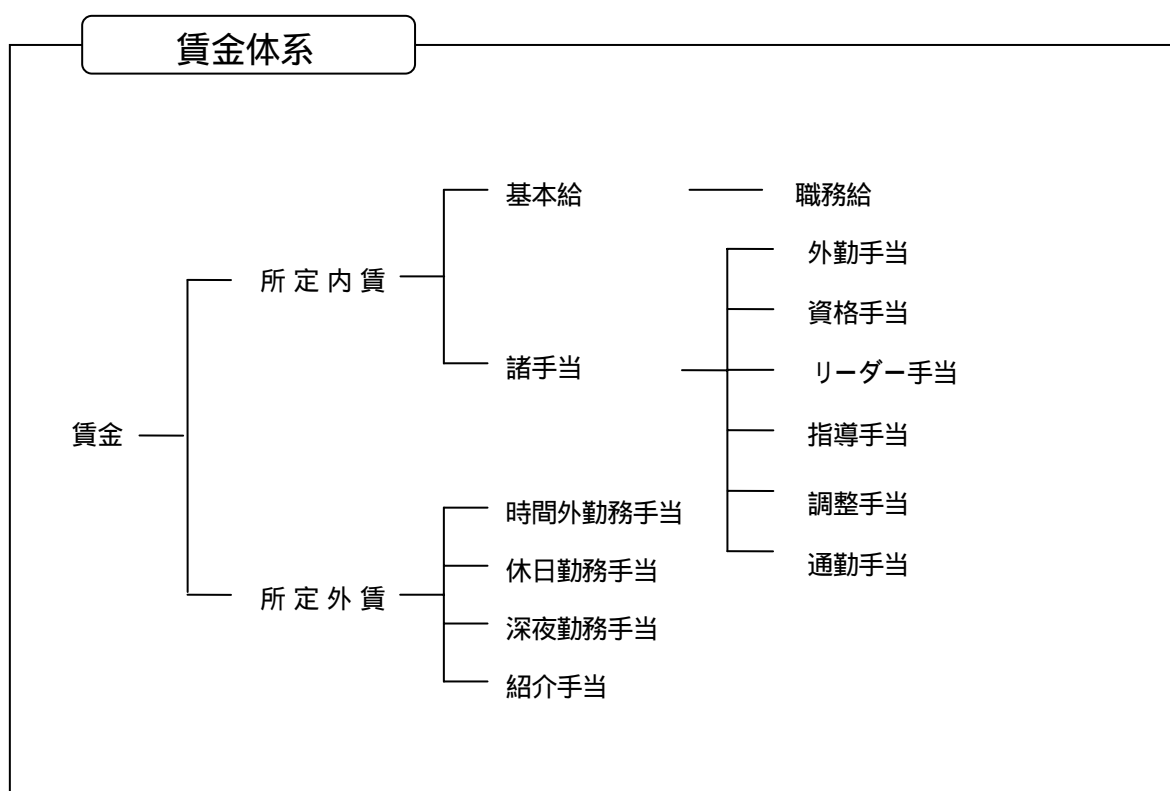 賃金体系
基本給
職務給
外勤手当
所定内賃
資格手当
諸手当
リーダー手当
賃金
指導手当
調整手当
時間外勤務手当
通勤手当
休日勤務手当
所定外賃
深夜勤務手当
紹介手当